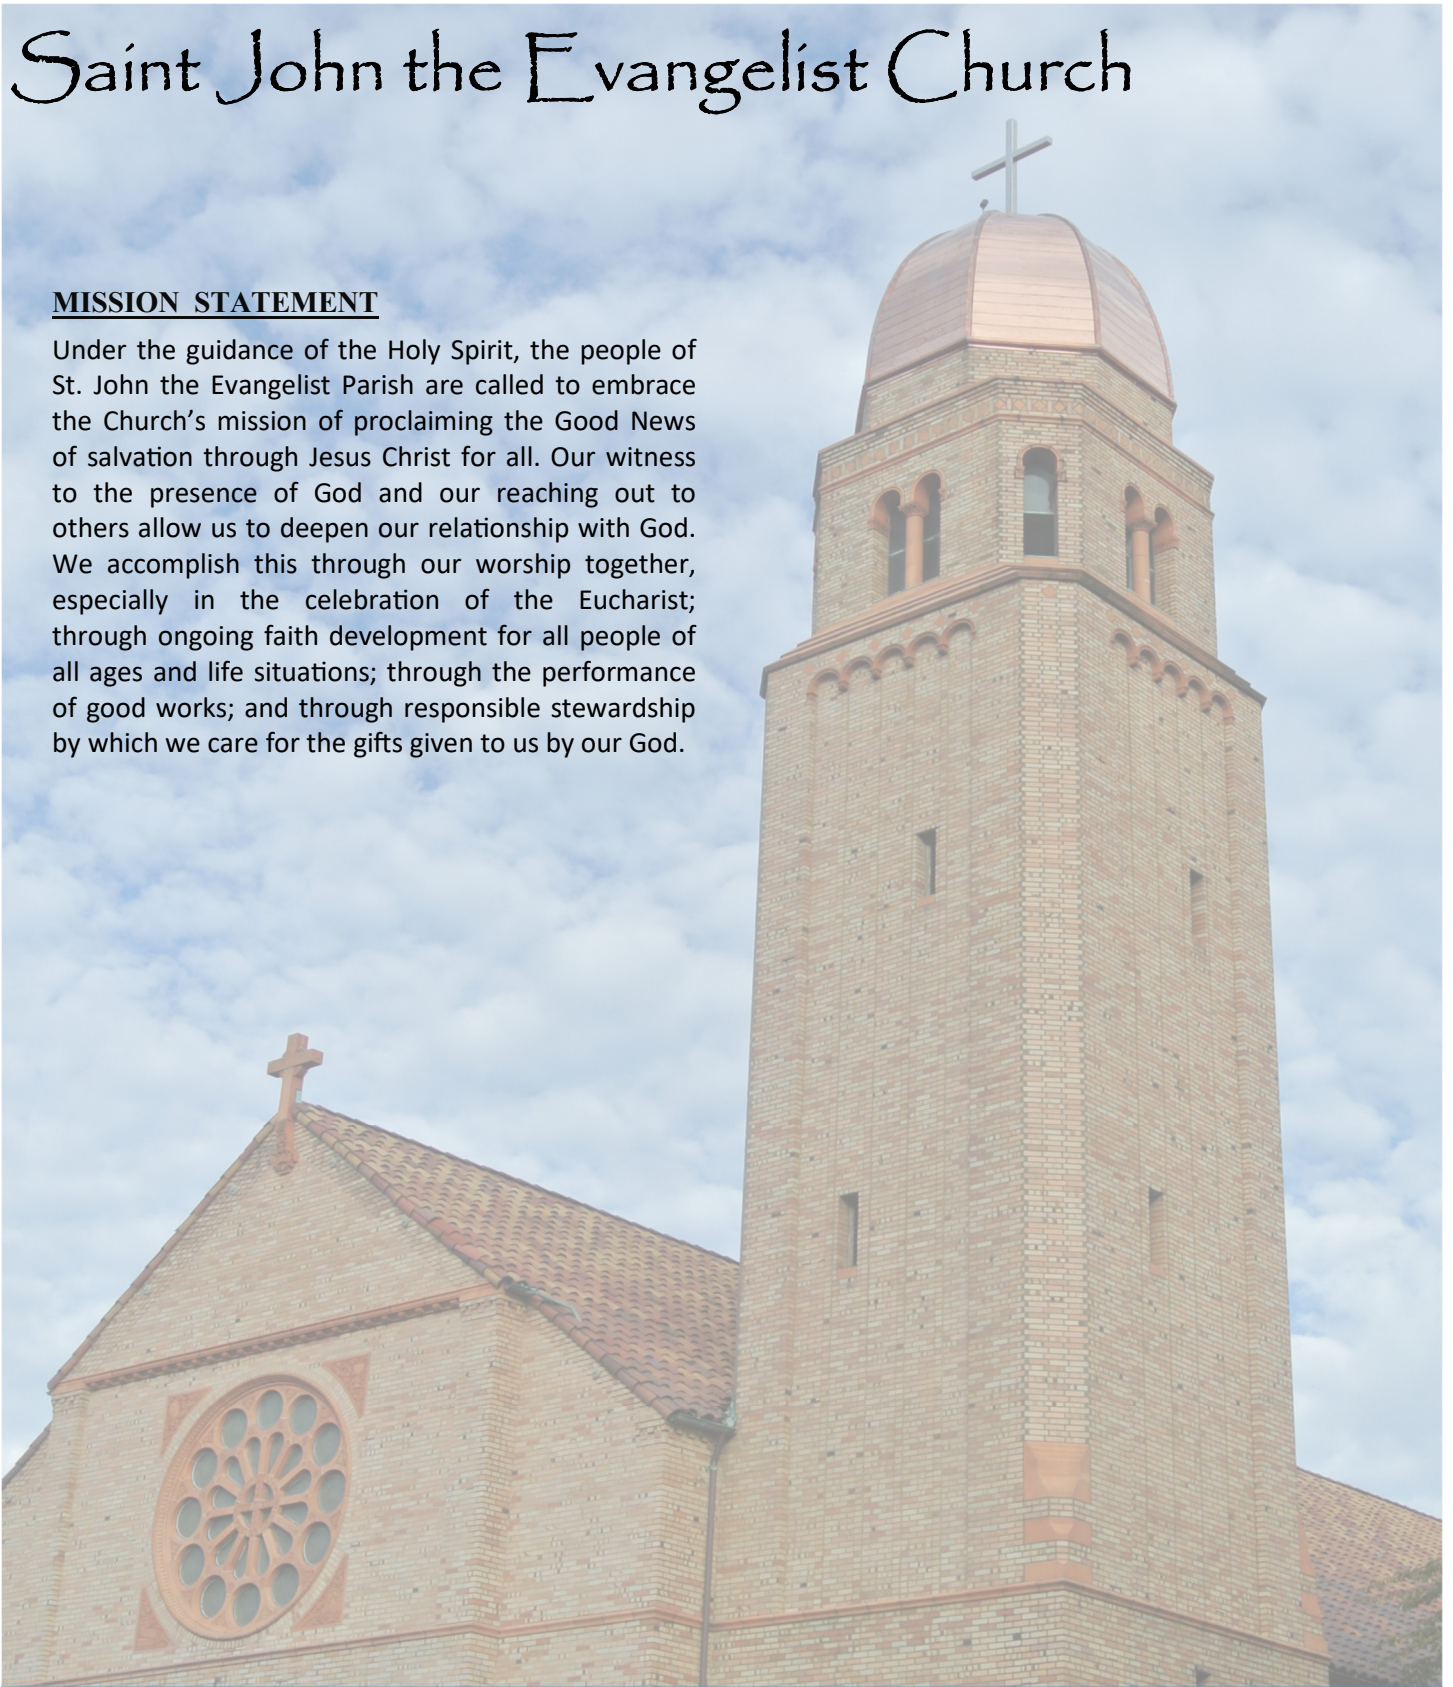 Saint John the Evangelist Church
MISSION STATEMENT
Under the guidance of the Holy Spirit, the people of
St. John the Evangelist Parish are called to embrace
the Church’s mission of proclaiming the Good News
of salvation through Jesus Christ for all. Our witness
to the presence of God and our reaching out to
others allow us to deepen our relationship with God.
We accomplish this through our worship together,
especially in the celebration of the Eucharist;
through ongoing faith development for all people of
all ages and life situations; through the performance
of good works; and through responsible stewardship
by which we care for the gifts given to us by our God.